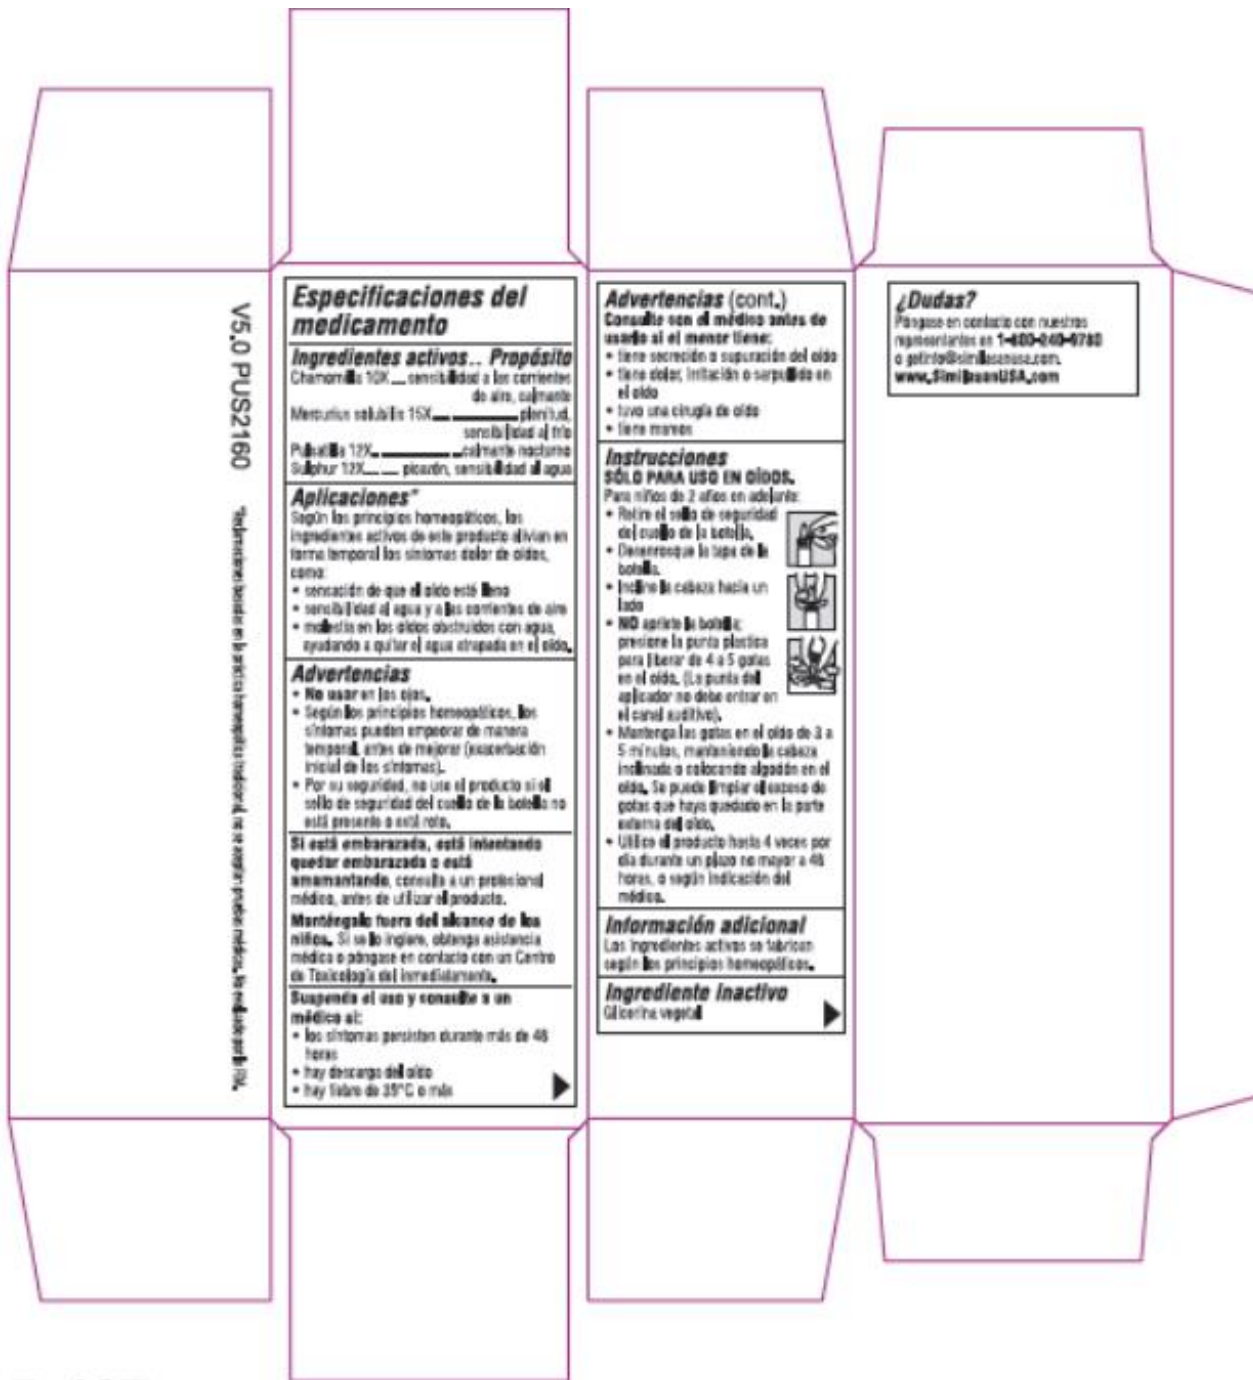 V5.0 PUS2160
Especificaciones del
medicamento
Ingredientes activos.. Propósito
Chamomilla 10X sensibilidad a las corrientes
de aire, calmante
Mercurius solubilis 15X plenitud,
sensibilidad al frío
Pulsatilla 12X calmante nocturno
Sulphur 12X picazón, sensibilidad al agua
Aplicaciones*
Según los principios homeopáticos, los
ingredientes activos de este producto alivian en
forma temporal los síntomas dolor de oídos,
como:
• sensación de que el oído esté lleno
• sensibilidad al agua y a las corrientes de aire
• molestia en los oídos obstruidos con agua,
ayudando a quitar el agua atrapada en el oído.
Advertencias
• No usar en los ojos.
• Según los principios homeopáticos, los
síntomas pueden empeorar de manera
temporal, antes de mejorar (exacerbación
inicial de los síntomas).
• Por su seguridad, no use el producto si el
sello de seguridad del cuello de la botella no
está presente o está roto.
Si está embarazada, está intentando
quedar embarazada o está
amamantando, consulte a un profesional
médico, antes de utilizar el producto.
Manténgalo fuera del alcance de los
niños. Si se lo ingiere, obtenga asistencia
médica o póngase en contacto con un Centro
de Toxicología del inmediatamente.
Suspenda el uso y consulte a un
médico si:
• los síntomas persisten durante más de 48
horas
• hay descarga del oído
• hay fiebre de 39°C o más
Advertencias (cont.)
Consulte con el médico antes de
usarlo si el menor tiene:
• tiene secreción o supuración del oído
• tiene dolor, irritación o sarpullido en
el oído
• tuvo una cirugía de oído
• tiene mareos
Instrucciones
SÓLO PARA USO EN OÍDOS.
Para niños de 2 años en adelante:
• Retire el sello de seguridad
del cuello de la botella.
• Desenrosque la tapa de la
botella.
• Incline la cabeza hacia un
lado
• NO apriete la botella;
presione la punta plastica
para liberar de 4 a 5 gotas
en el oído. (La punta del
aplicador no debe entrar en
el canal auditivo).
• Mantenga las gotas en el oído de 3 a
5 minutos, manteniendo la cabeza
inclinada o colocando algodón en el
oído. Se puede limpiar el exceso de
gotas que haya quedado en la parte
externa del oído.
• Utilice el producto hasta 4 veces por
día durante un plazo no mayor a 48
horas, o según indicación del
médico.
Información adicional
Los ingredientes activos se fabrican
según los principios homeopáticos.
Ingrediente inactivo
Glicerina vegetal
¿Dudas?
Póngase en contacto con nuestros
representantes en 1-800-240-9780
o getinfo@similasanusa.com.
www.SimilasanUSA.com